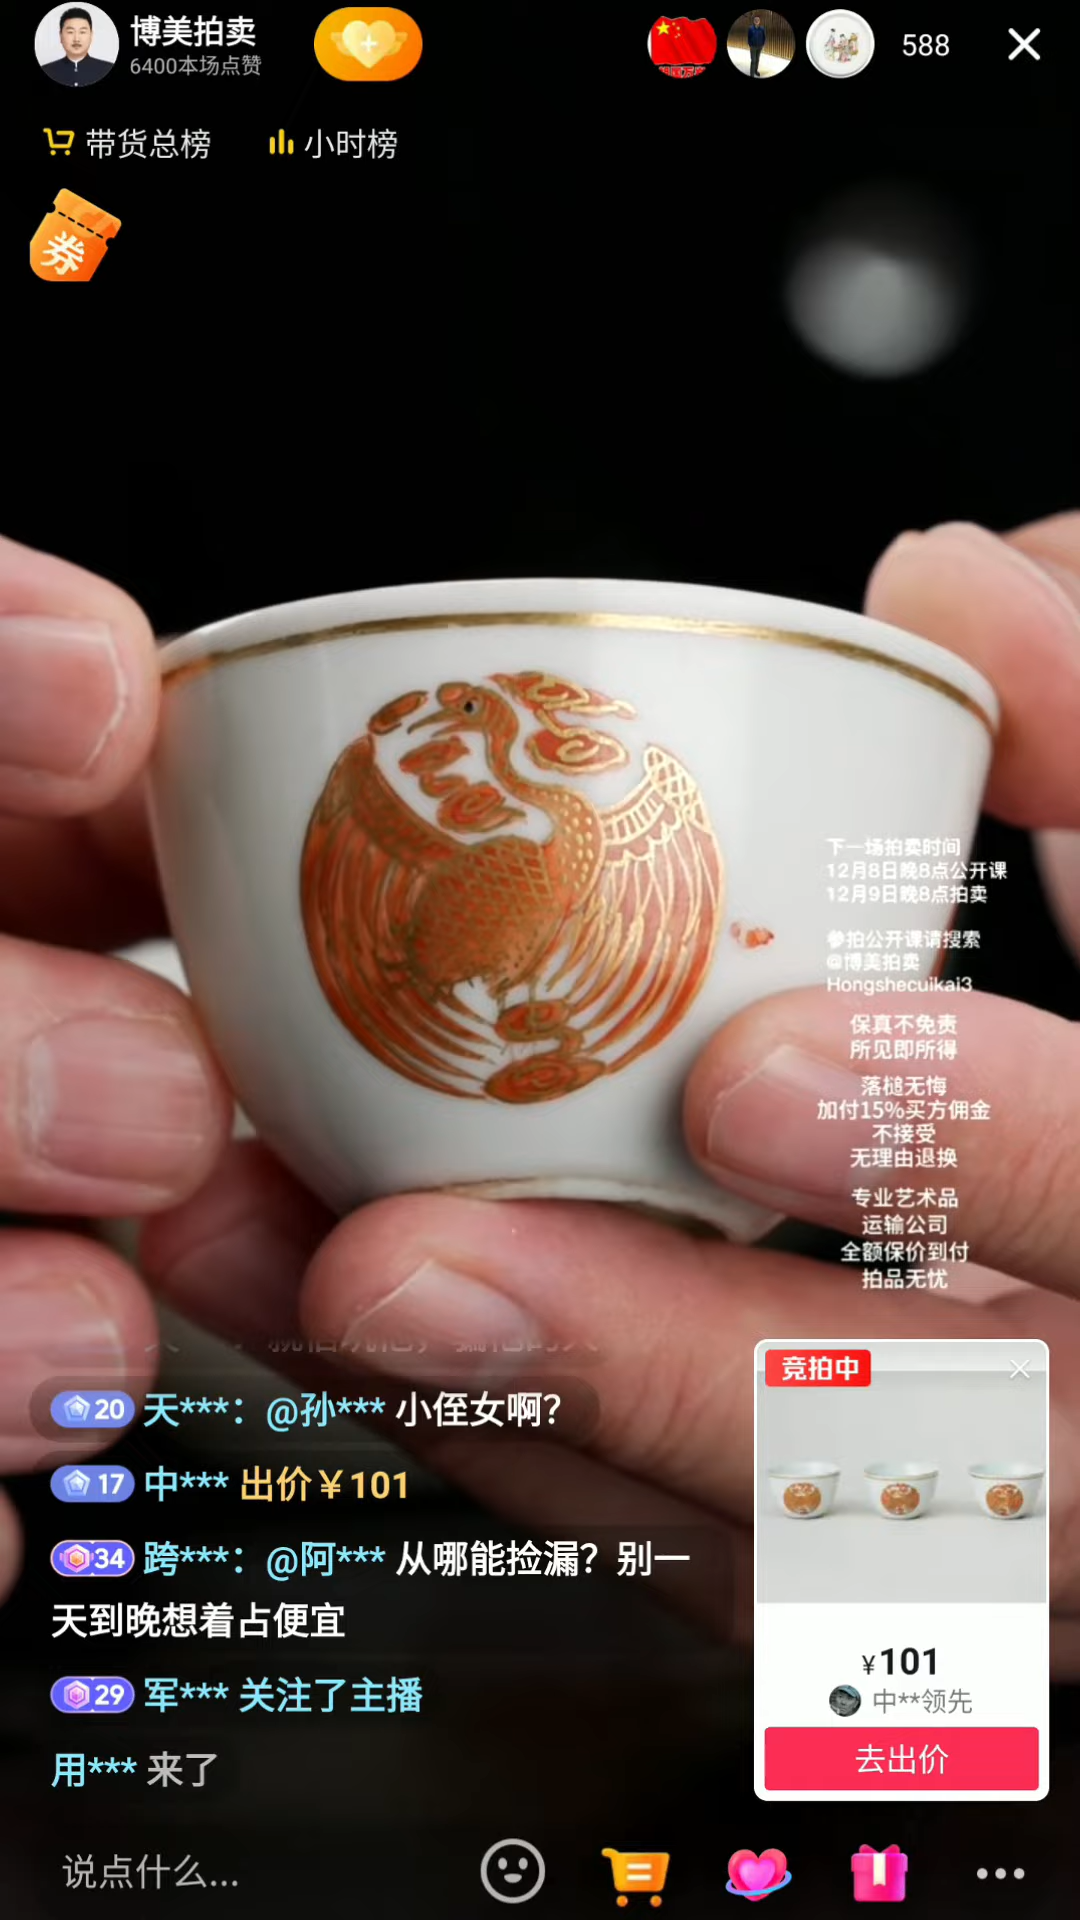 博美拍卖
6400本场点赞
588
带货总榜
小时榜
券
下一场拍卖时间
12月8日晚8点公开课
12月9日晚8点拍卖
参拍公开课请搜索
@博美拍卖
Hongshecuikai3
保真不免责
所见即所得
落槌无悔
加付15%买方佣金
不接受
无理由退换
专业艺术品
运输公司
全额保价到付
拍品无忧
20 天***：@孙*** 小侄女啊？
17 中*** 出价￥101
34 跨***：@阿*** 从哪能捡漏？别一
天到晚想着占便宜
29 军*** 关注了主播
用*** 来了
竞拍中
¥101
中**领先
去出价
说点什么...